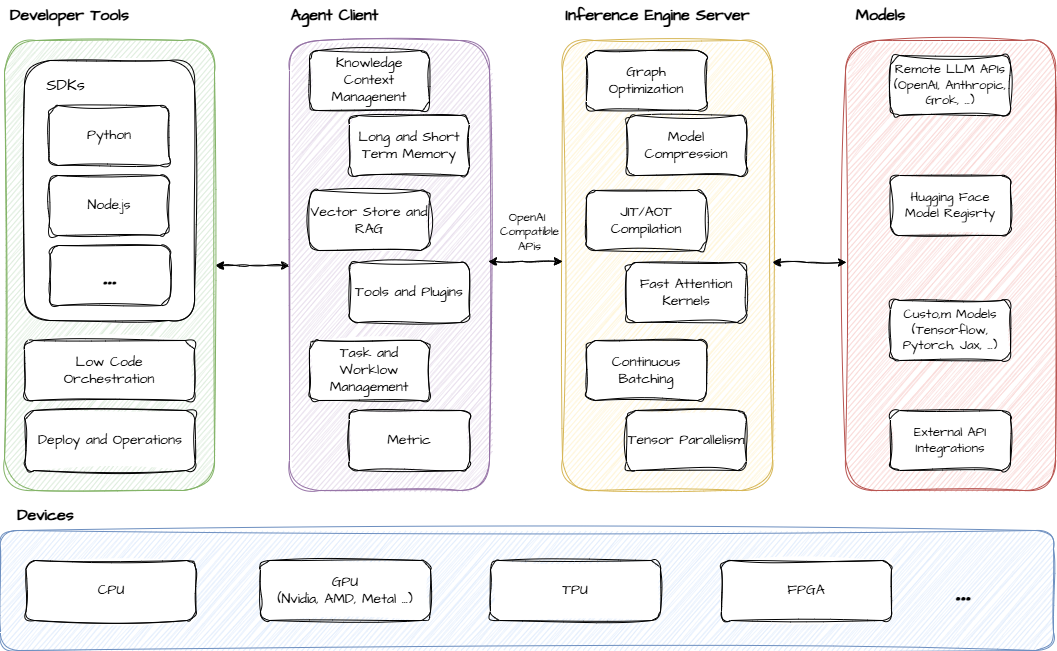 Developer Tools
SDKs
Python
Node.js
...
Low Code
Orchestration
Deploy and Operations
Agent Client
Knowledge
Context
Management
Long and Short
Term Memory
Vector Store and
RAG
Tools and Plugins
Task and
Worklow
Management
Metric
OpenAI
Compatible
APIs
Inference Engine Server
Graph
Optimization
Model
Compression
JIT/AOT
Compilation
Fast Attention
Kernels
Continuous
Batching
Tensor Parallelism
Models
Remote LLM APIs
(OpenAI, Anthropic,
Grok, ...)
Hugging Face
Model Regisrty
Custo,m Models
(Tensorflow,
Pytorch, Jax, ...)
External API
Integrations
Devices
CPU
GPU
(Nvidia, AMD, Metal ...)
TPU
FPGA
...